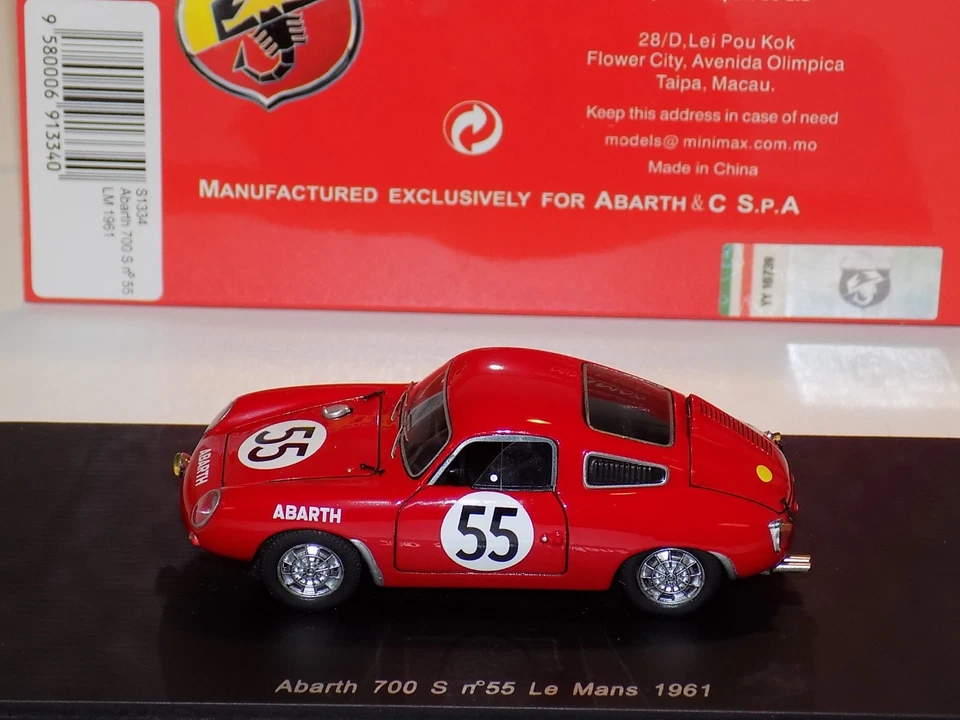 28/D,Lei Pou Kok
Flower City, Avenida Olimpica
Taipa, Macau.
Keep this address in case of need
models@minimax.com.mo
Made in China
MANUFACTURED EXCLUSIVELY FOR ABARTH & C S.P.A
9 580006 913340
S1334
Abarth 700 S nº 55
LM 1961
YY 10739
55
ABARTH
ABARTH
55
Abarth 700 S nº55 Le Mans 1961